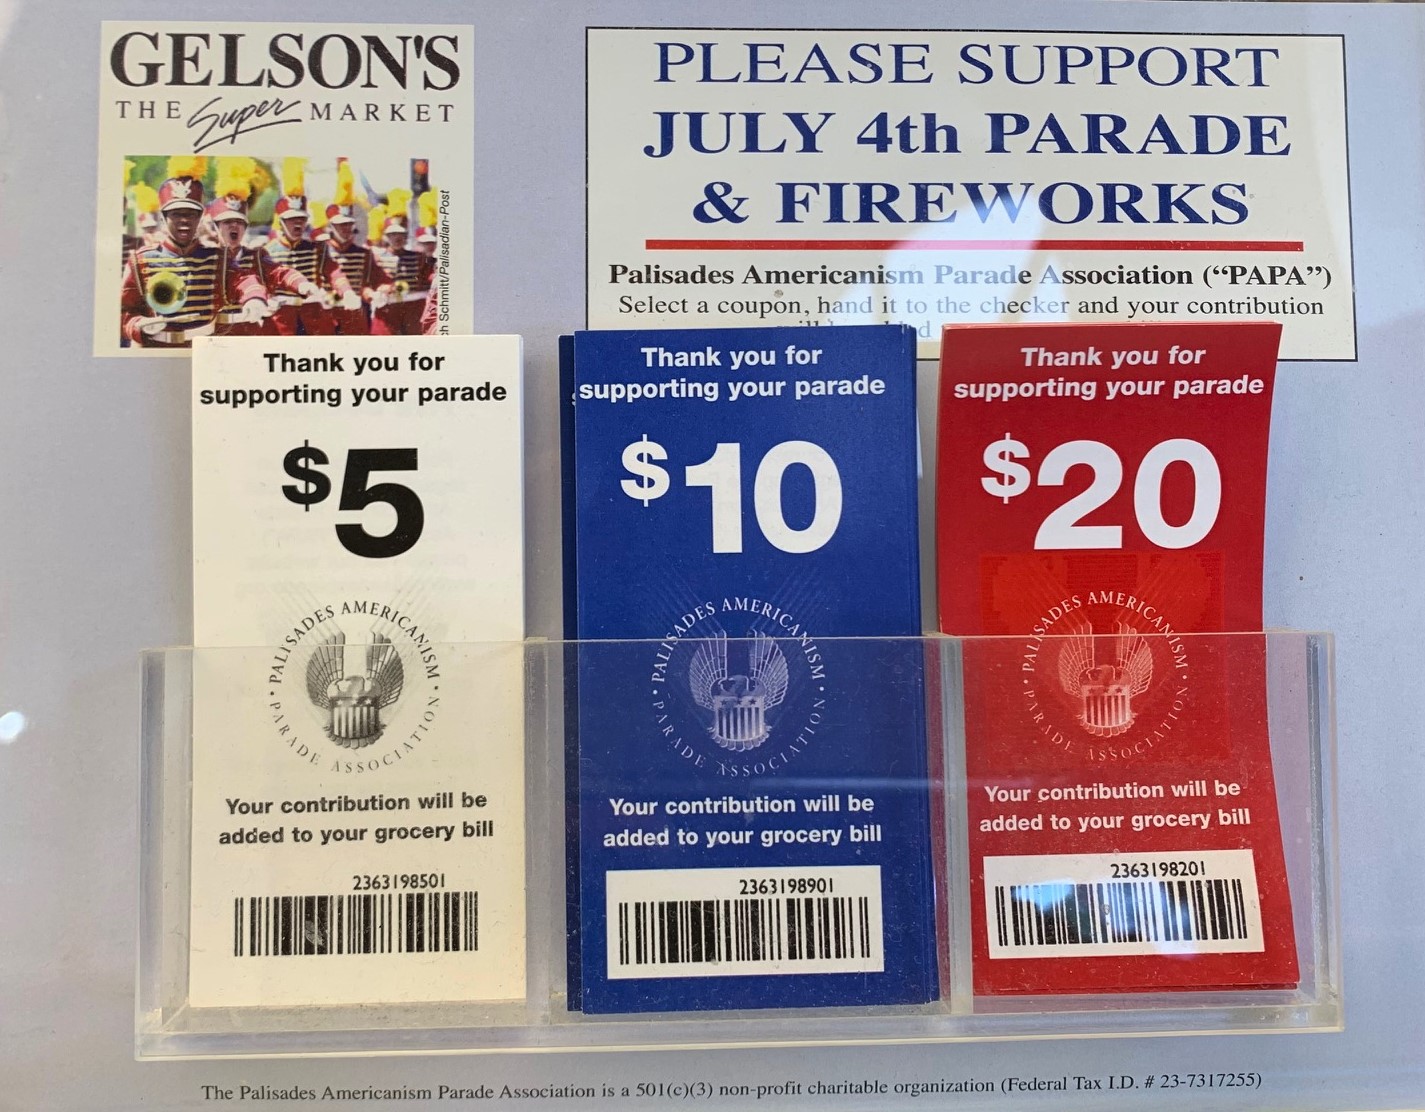 GELSON'S
THE Super MARKET
h Schmitt/Palisadian-Post
PLEASE SUPPORT
JULY 4th PARADE
& FIREWORKS
Palisades Americanism Parade Association (“PAPA”)
Select a coupon, hand it to the checker and your contribution
Thank you for
supporting your parade
$5
• PALISADES AMERICANISM •
PARADE ASSOCIATION
Your contribution will be
added to your grocery bill
2363198501
Thank you for
supporting your parade
$10
• PALISADES AMERICANISM •
PARADE ASSOCIATION
Your contribution will be
added to your grocery bill
2363198901
Thank you for
supporting your parade
$20
• PALISADES AMERICANISM •
PARADE ASSOCIATION
Your contribution will be
added to your grocery bill
2363198201
The Palisades Americanism Parade Association is a 501(c)(3) non-profit charitable organization (Federal Tax I.D. # 23-7317255)